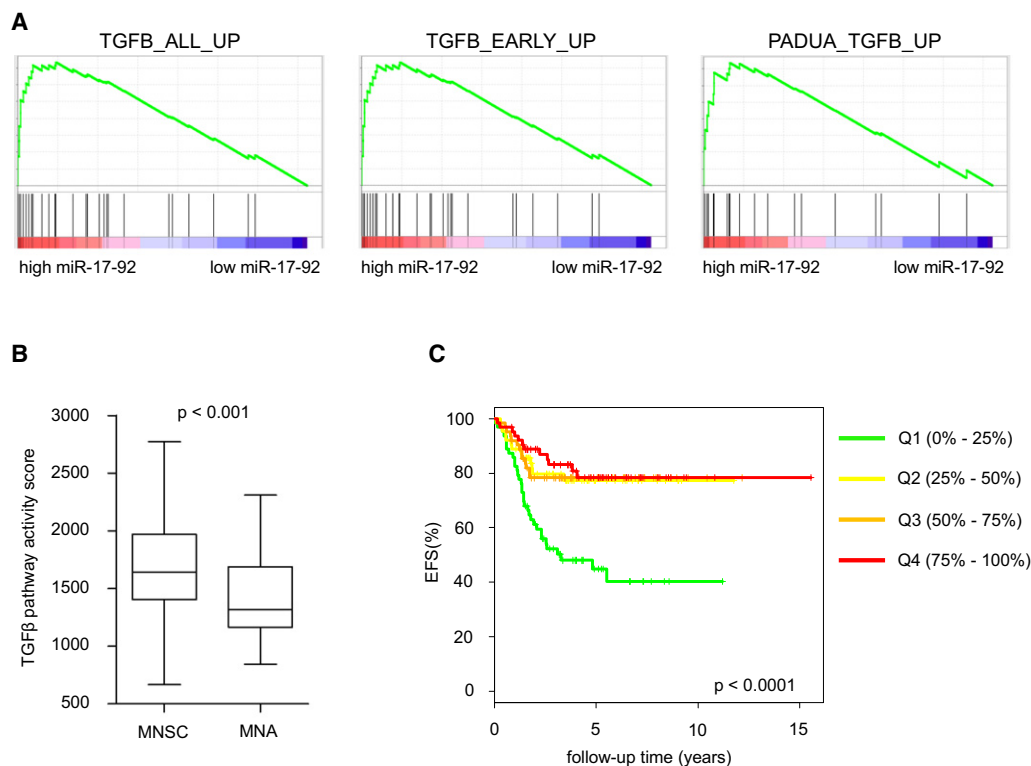 A
TGFB_ALL_UP TGFB_EARLY_UP PADUA_TGFB_UP
high miR-17-92 low miR-17-92 high miR-17-92 low miR-17-92 high miR-17-92 low miR-17-92
B
p < 0.001
TGFβ pathway activity score
3000
2500
2000
1500
1000
500
MNSC MNA
C
EFS(%)
100
80
60
40
20
0
p < 0.0001
0 5 10 15
follow-up time (years)
Q1 (0% - 25%)
Q2 (25% - 50%)
Q3 (50% - 75%)
Q4 (75% - 100%)